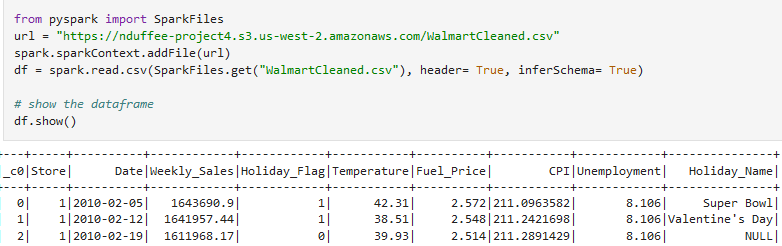 from pyspark import SparkFiles
url = "https://nduffee-project4.s3.us-west-2.amazonaws.com/WalmartCleaned.csv"
spark.sparkContext.addFile(url)
df = spark.read.csv(SparkFiles.get("WalmartCleaned.csv"), header= True, inferSchema= True)
# show the dataframe
df.show()
----+-----+----------+------------+------------+-----------+----------+-----------+------------+---------------+
_c0|Store|      Date|Weekly_Sales|Holiday_Flag|Temperature|Fuel_Price|        CPI|Unemployment|   Holiday_Name|
----+-----+----------+------------+------------+-----------+----------+-----------+------------+---------------+
  0|    1|2010-02-05|   1643690.9|           1|      42.31|     2.572|211.0963582|       8.106|     Super Bowl|
  1|    1|2010-02-12|  1641957.44|           1|      38.51|     2.548|211.2421698|       8.106|Valentine's Day|
  2|    1|2010-02-19|  1611968.17|           0|      39.93|     2.514|211.2891429|       8.106|           NULL|